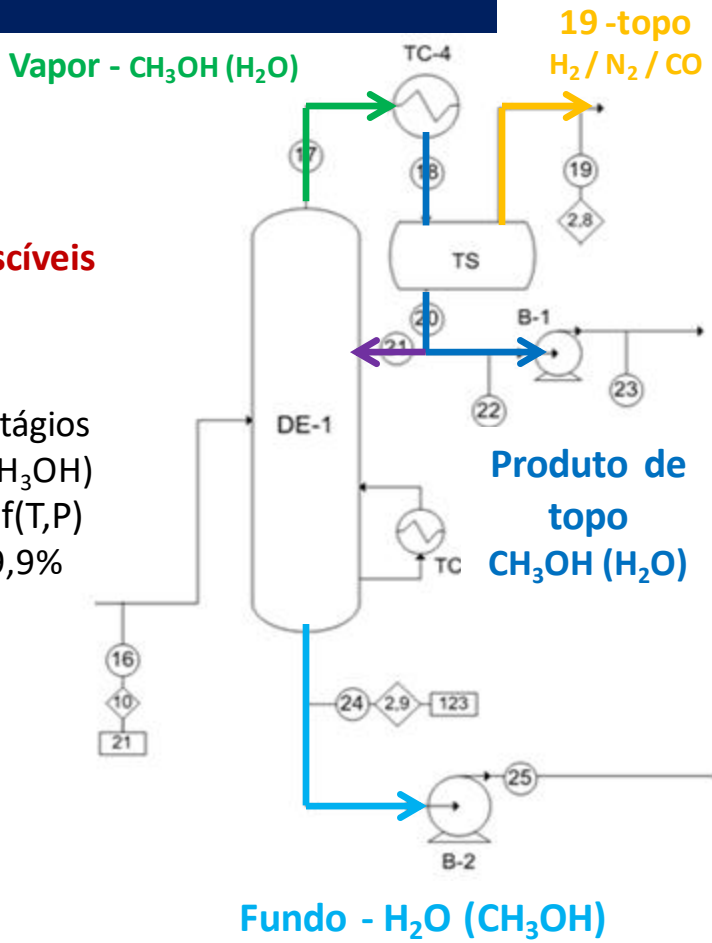 19 -topo
H₂ / N₂ / CO
Vapor - CH₃OH (H₂O)
TC-4
17
18
19
2,8
scíveis
TS
20
B-1
21
22
23
tágios
H₃OH)
f(T,P)
9,9%
DE-1
TC
Produto de
topo
CH₃OH (H₂O)
16
10
21
24
2,9
123
25
B-2
Fundo - H₂O (CH₃OH)